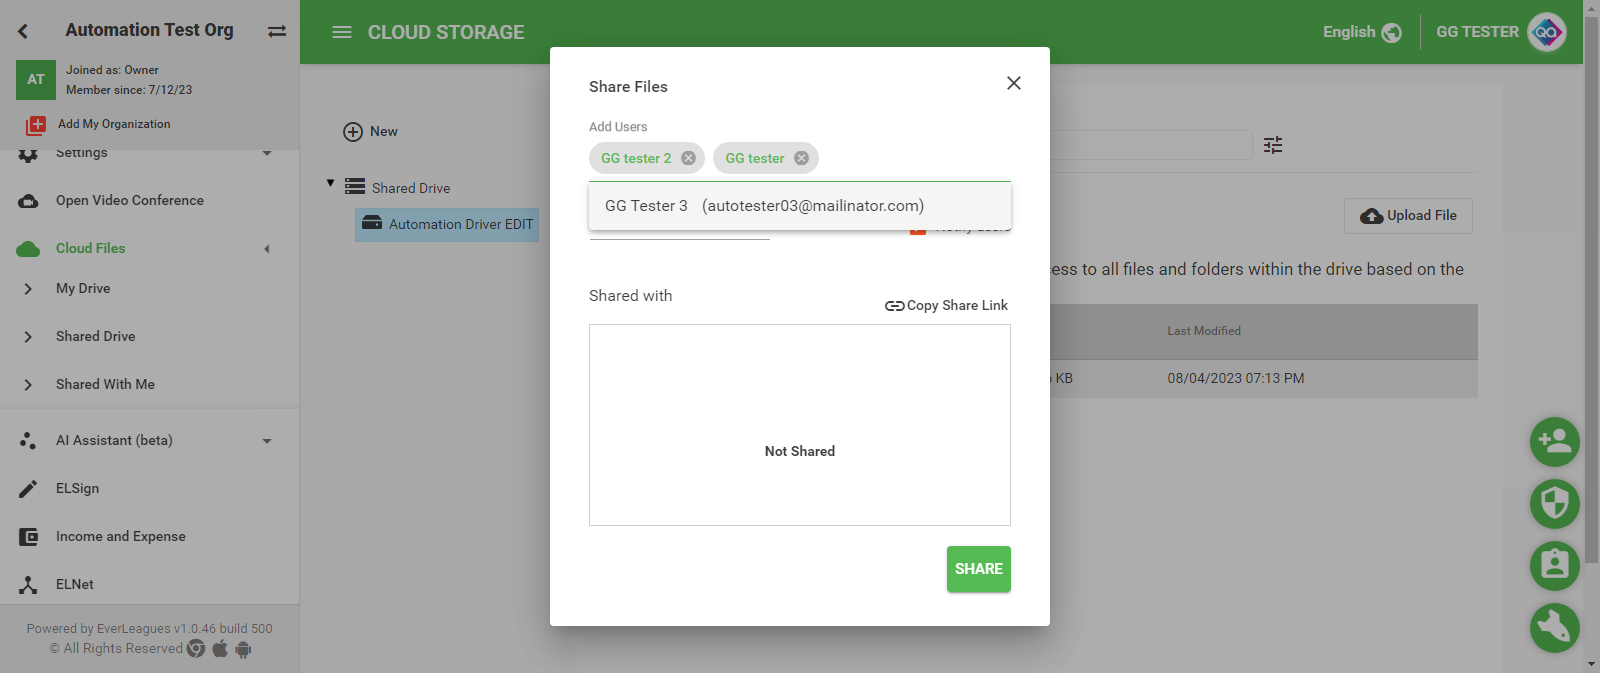 Automation Test Org
AT
Joined as: Owner
Member since: 7/12/23
Add My Organization
Settings
Open Video Conference
Cloud Files
My Drive
Shared Drive
Shared With Me
AI Assistant (beta)
ELSign
Income and Expense
ELNet
Powered by EverLeagues v1.0.46 build 500
© All Rights Reserved
CLOUD STORAGE
English
GG TESTER
QA
New
Shared Drive
Automation Driver EDIT
Share Files
Add Users
GG tester 2
GG tester
GG Tester 3 (autotester03@mailinator.com)
Notify users
Shared with
Copy Share Link
Not Shared
SHARE
Upload File
to all files and folders within the drive based on the
Last Modified
KB
08/04/2023 07:13 PM